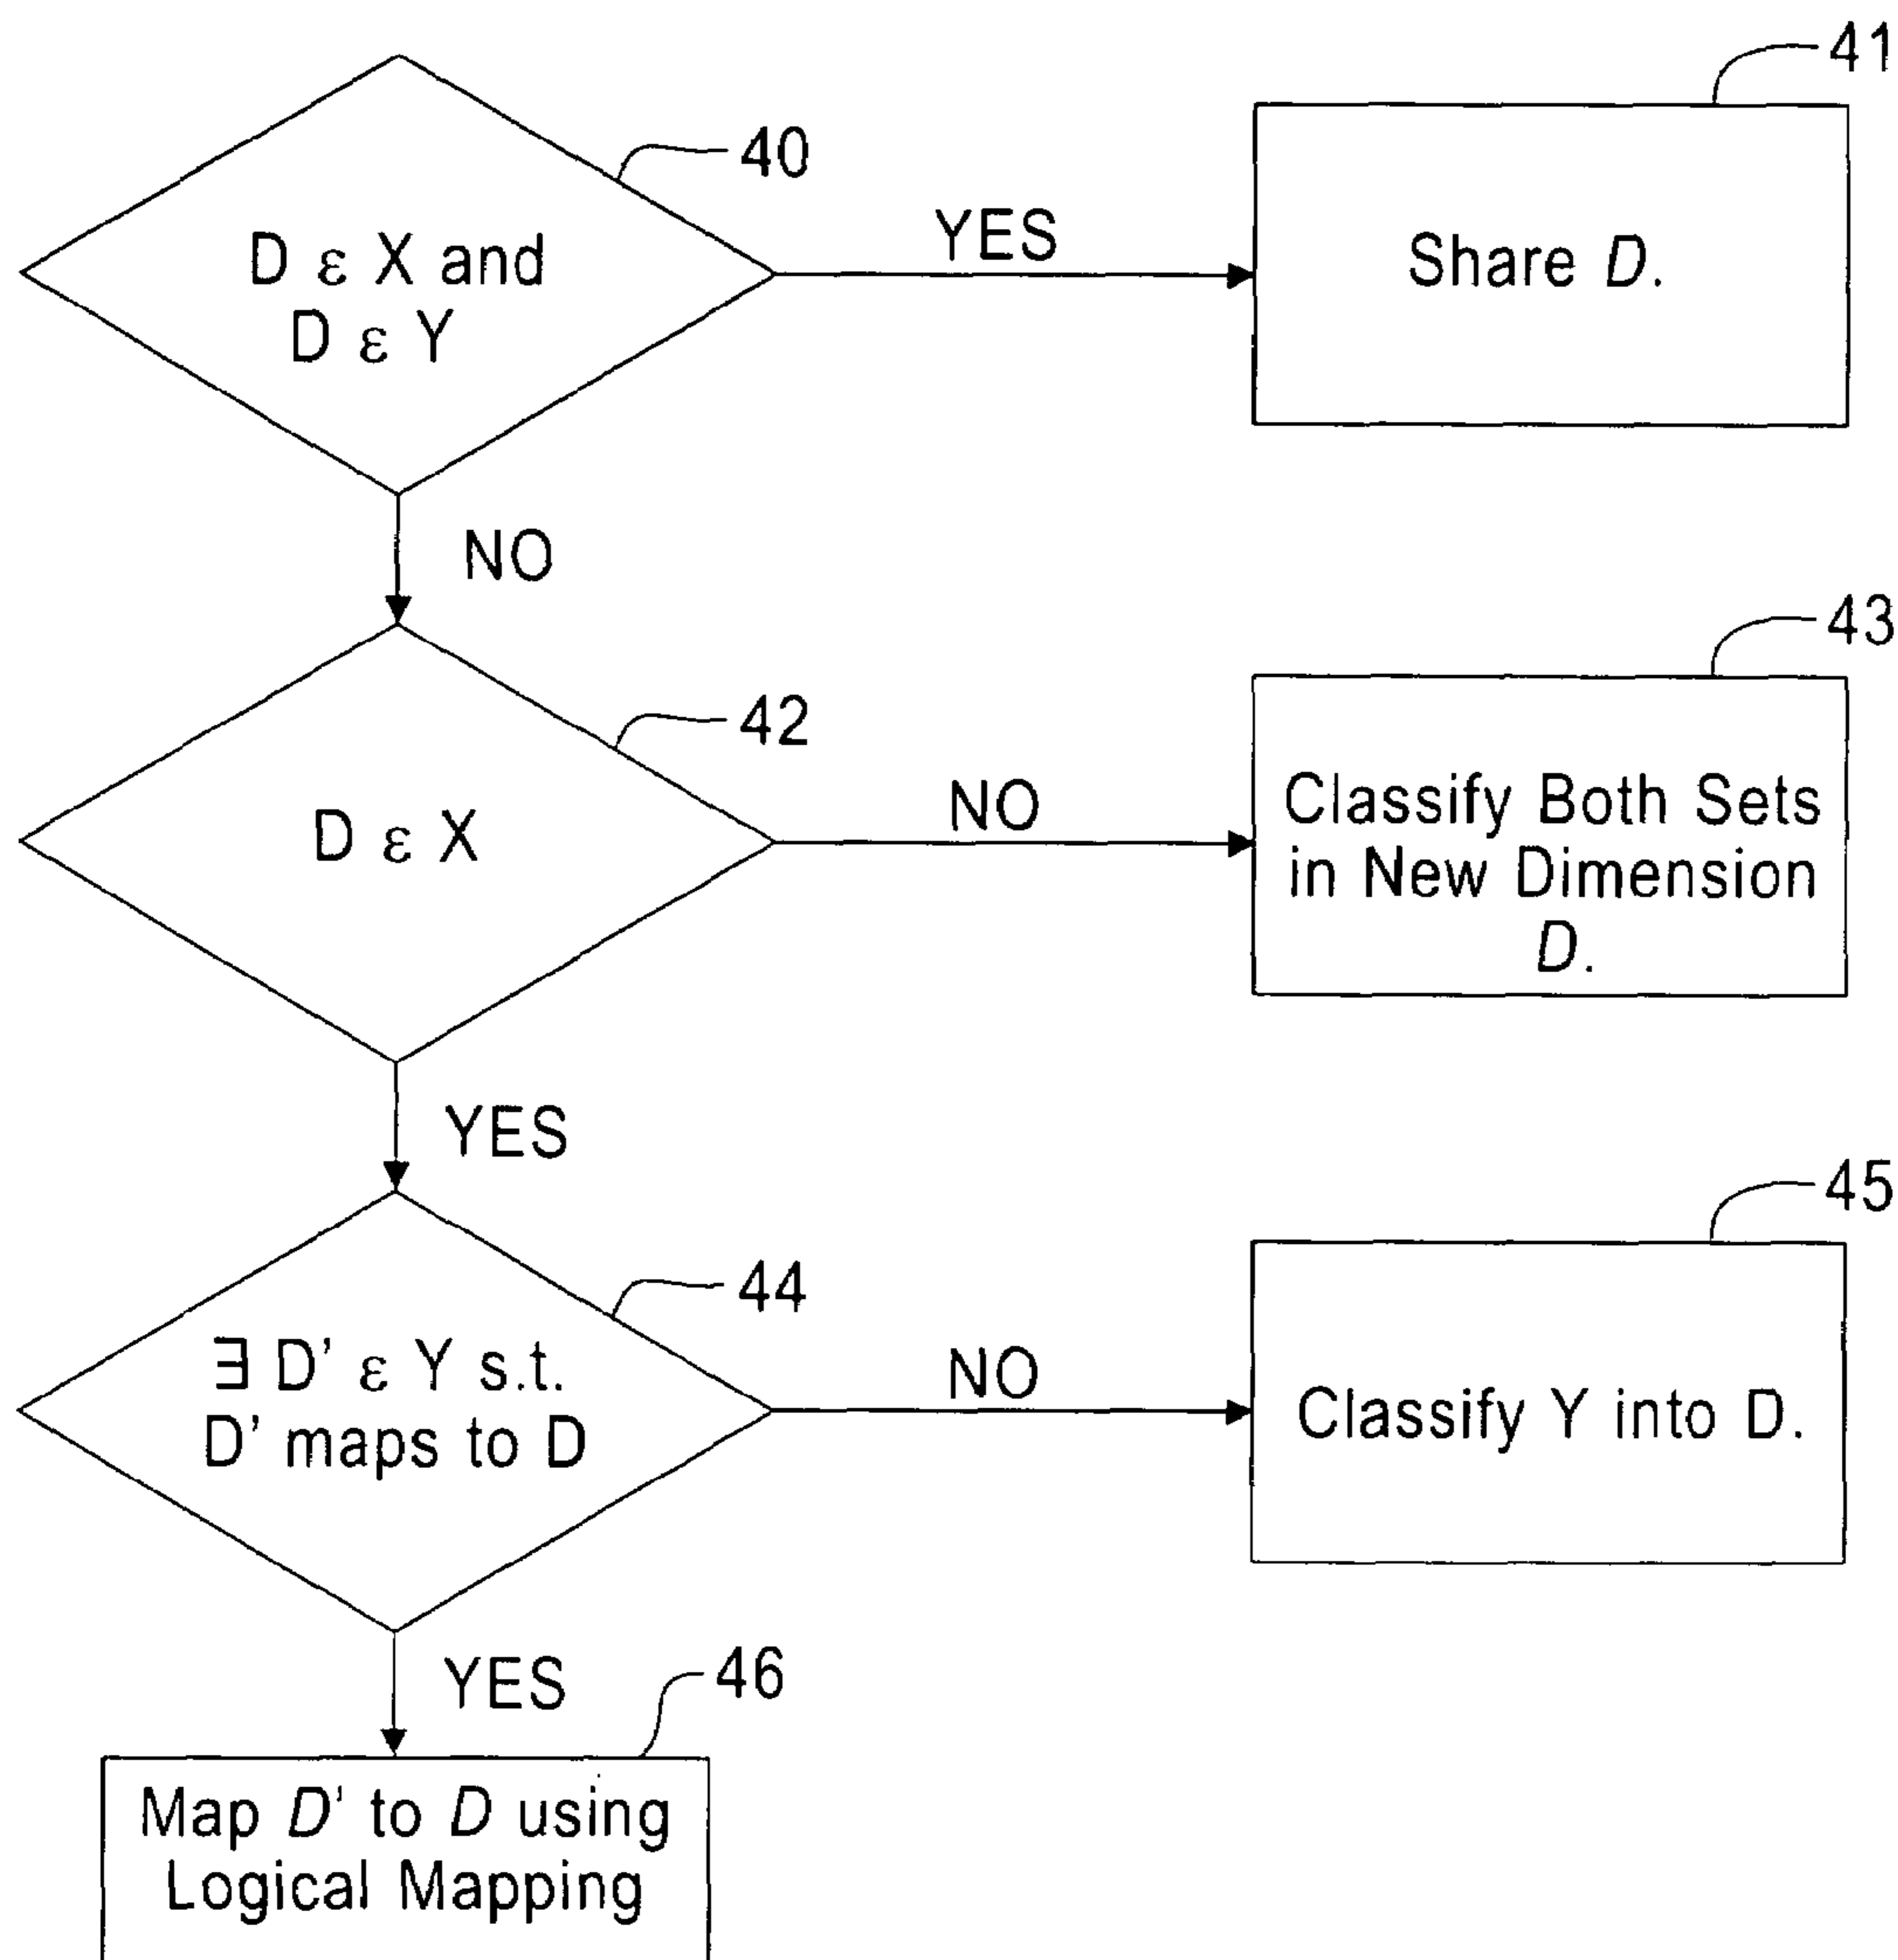 41
40
D ε X and
D ε Y
YES
Share D.
NO
43
42
D ε X
NO
Classify Both Sets
in New Dimension
D.
YES
45
44
∃ D' ε Y s.t.
D' maps to D
NO
Classify Y into D.
YES
46
Map D' to D using
Logical Mapping